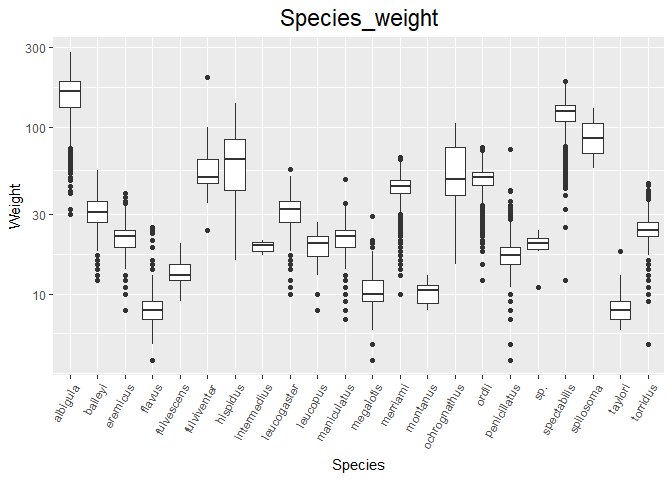 Species_weight
300
100
30
10
Weight
albigula
baileyi
eremicus
flavus
fulvescens
fulviventer
hispidus
intermedius
leucogaster
leucopus
maniculatus
megalotis
merriami
montanus
ochrognathus
ordii
penicillatus
sp.
spectabilis
spilosoma
taylori
torridus
Species